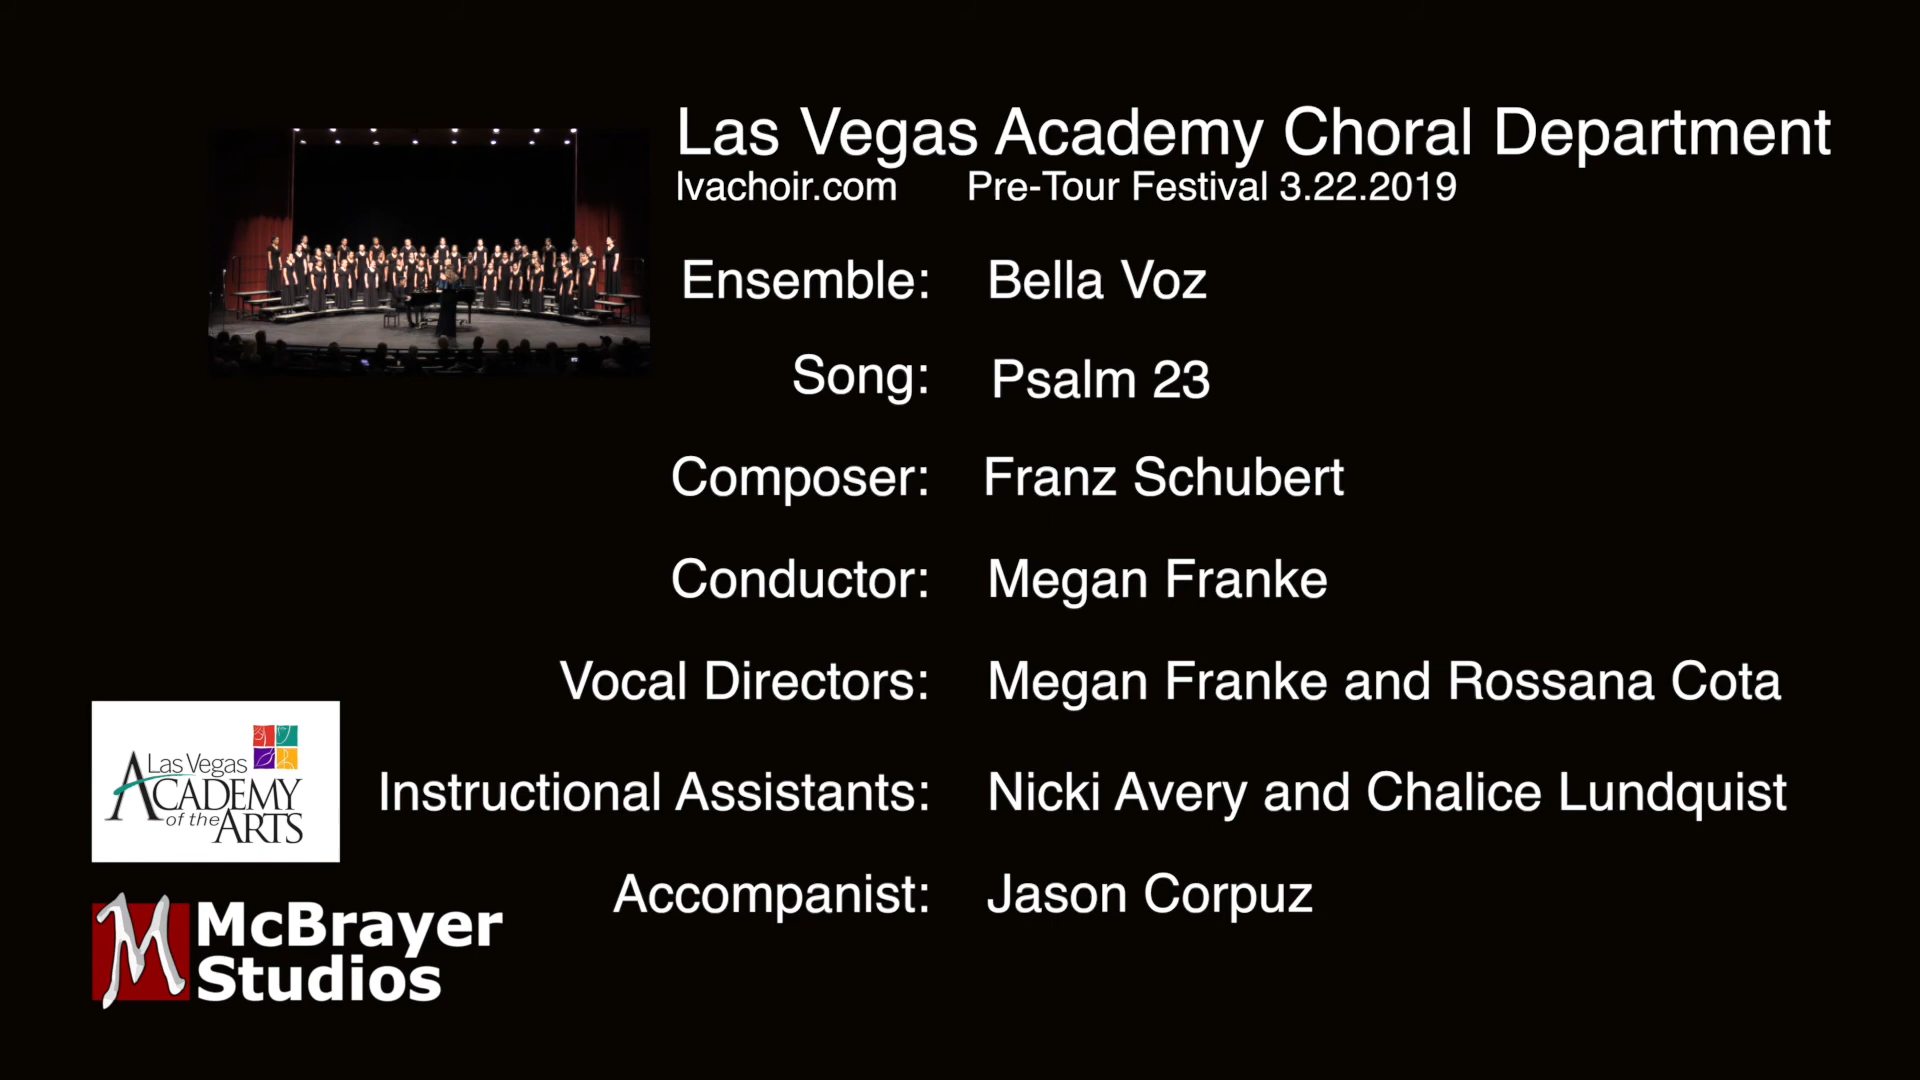 Las Vegas Academy Choral Department
lvachoir.com Pre-Tour Festival 3.22.2019
Ensemble: Bella Voz
Song: Psalm 23
Composer: Franz Schubert
Conductor: Megan Franke
Vocal Directors: Megan Franke and Rossana Cota
Instructional Assistants: Nicki Avery and Chalice Lundquist
Accompanist: Jason Corpuz
Las Vegas
ACADEMY
of the ARTS
M McBrayer
Studios